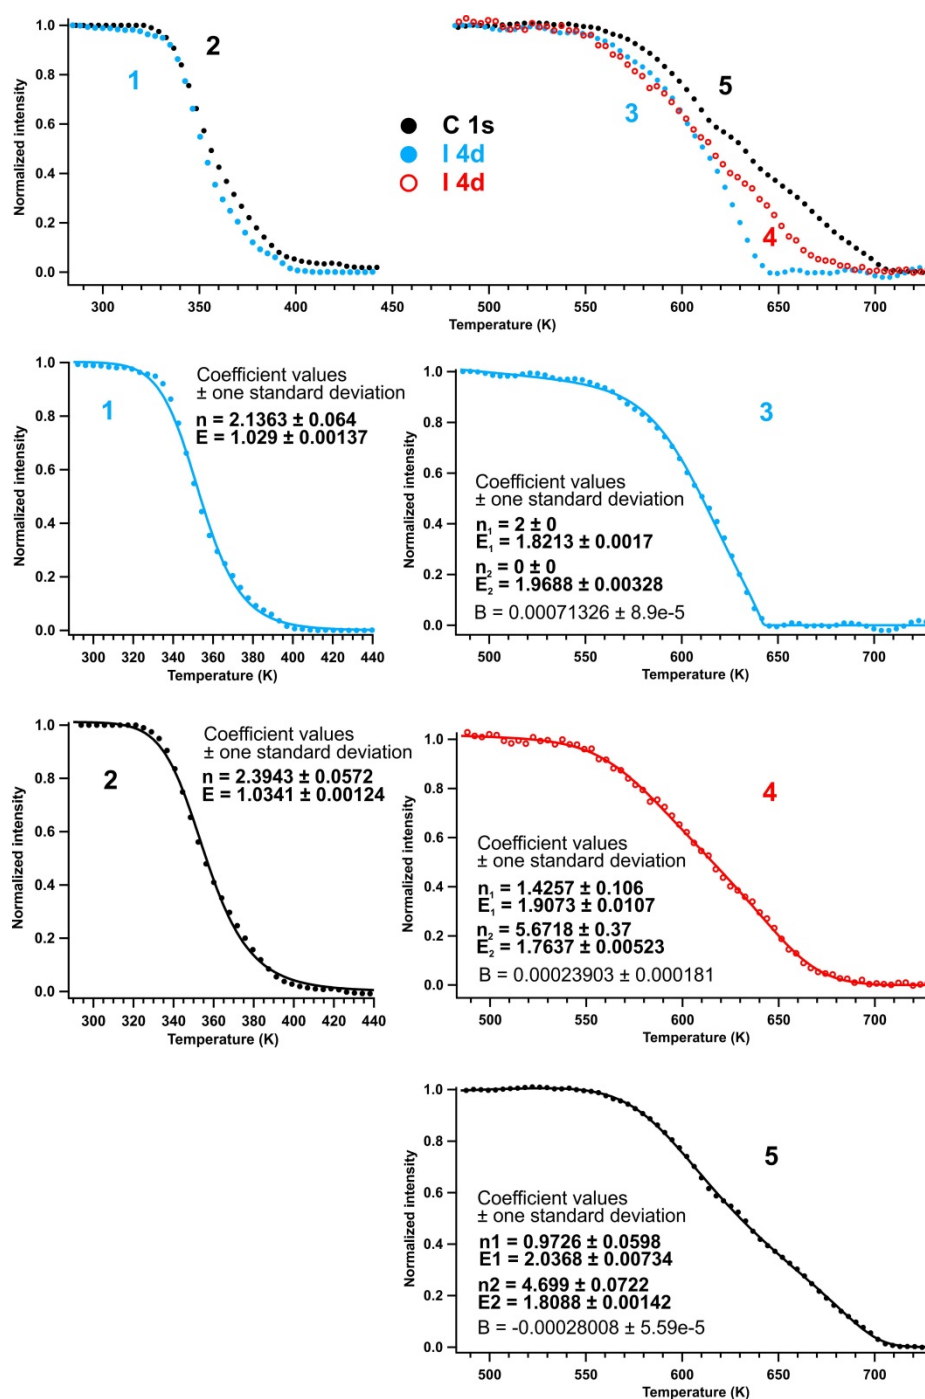 Normalized intensity
1.0
0.8
0.6
0.4
0.2
0.0
1
2
C 1s
I 4d
I 4d
3
5
4
300
350
400
450
500
550
600
650
700
Temperature (K)
Temperature (K)
Normalized intensity
1.0
0.8
0.6
0.4
0.2
0.0
1
Coefficient values
± one standard deviation
n = 2.1363 ± 0.064
E = 1.029 ± 0.00137
300 320 340 360 380 400 420 440
Temperature (K)
Normalized intensity
1.0
0.8
0.6
0.4
0.2
0.0
3
Coefficient values
± one standard deviation
n₁ = 2 ± 0
E₁ = 1.8213 ± 0.0017
n₂ = 0 ± 0
E₂ = 1.9688 ± 0.00328
B = 0.00071326 ± 8.9e-5
500 550 600 650 700
Temperature (K)
Normalized intensity
1.0
0.8
0.6
0.4
0.2
0.0
2
Coefficient values
± one standard deviation
n = 2.3943 ± 0.0572
E = 1.0341 ± 0.00124
300 320 340 360 380 400 420 440
Temperature (K)
Normalized intensity
1.0
0.8
0.6
0.4
0.2
0.0
4
Coefficient values
± one standard deviation
n₁ = 1.4257 ± 0.106
E₁ = 1.9073 ± 0.0107
n₂ = 5.6718 ± 0.37
E₂ = 1.7637 ± 0.00523
B = 0.00023903 ± 0.000181
500 550 600 650 700
Temperature (K)
Normalized intensity
1.0
0.8
0.6
0.4
0.2
0.0
5
Coefficient values
± one standard deviation
n1 = 0.9726 ± 0.0598
E1 = 2.0368 ± 0.00734
n2 = 4.699 ± 0.0722
E2 = 1.8088 ± 0.00142
B = -0.00028008 ± 5.59e-5
500 550 600 650 700
Temperature (K)